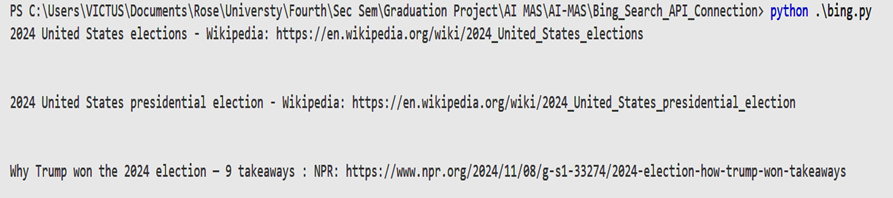 PS C:\Users\VICTUS\Documents\Rose\Universty\Fourth\Sec Sem\Graduation Project\AI MAS\AI-MAS\Bing_Search_API_Connection> python .\bing.py
2024 United States elections - Wikipedia: https://en.wikipedia.org/wiki/2024_United_States_elections
2024 United States presidential election - Wikipedia: https://en.wikipedia.org/wiki/2024_United_States_presidential_election
Why Trump won the 2024 election — 9 takeaways : NPR: https://www.npr.org/2024/11/08/g-s1-33274/2024-election-how-trump-won-takeaways